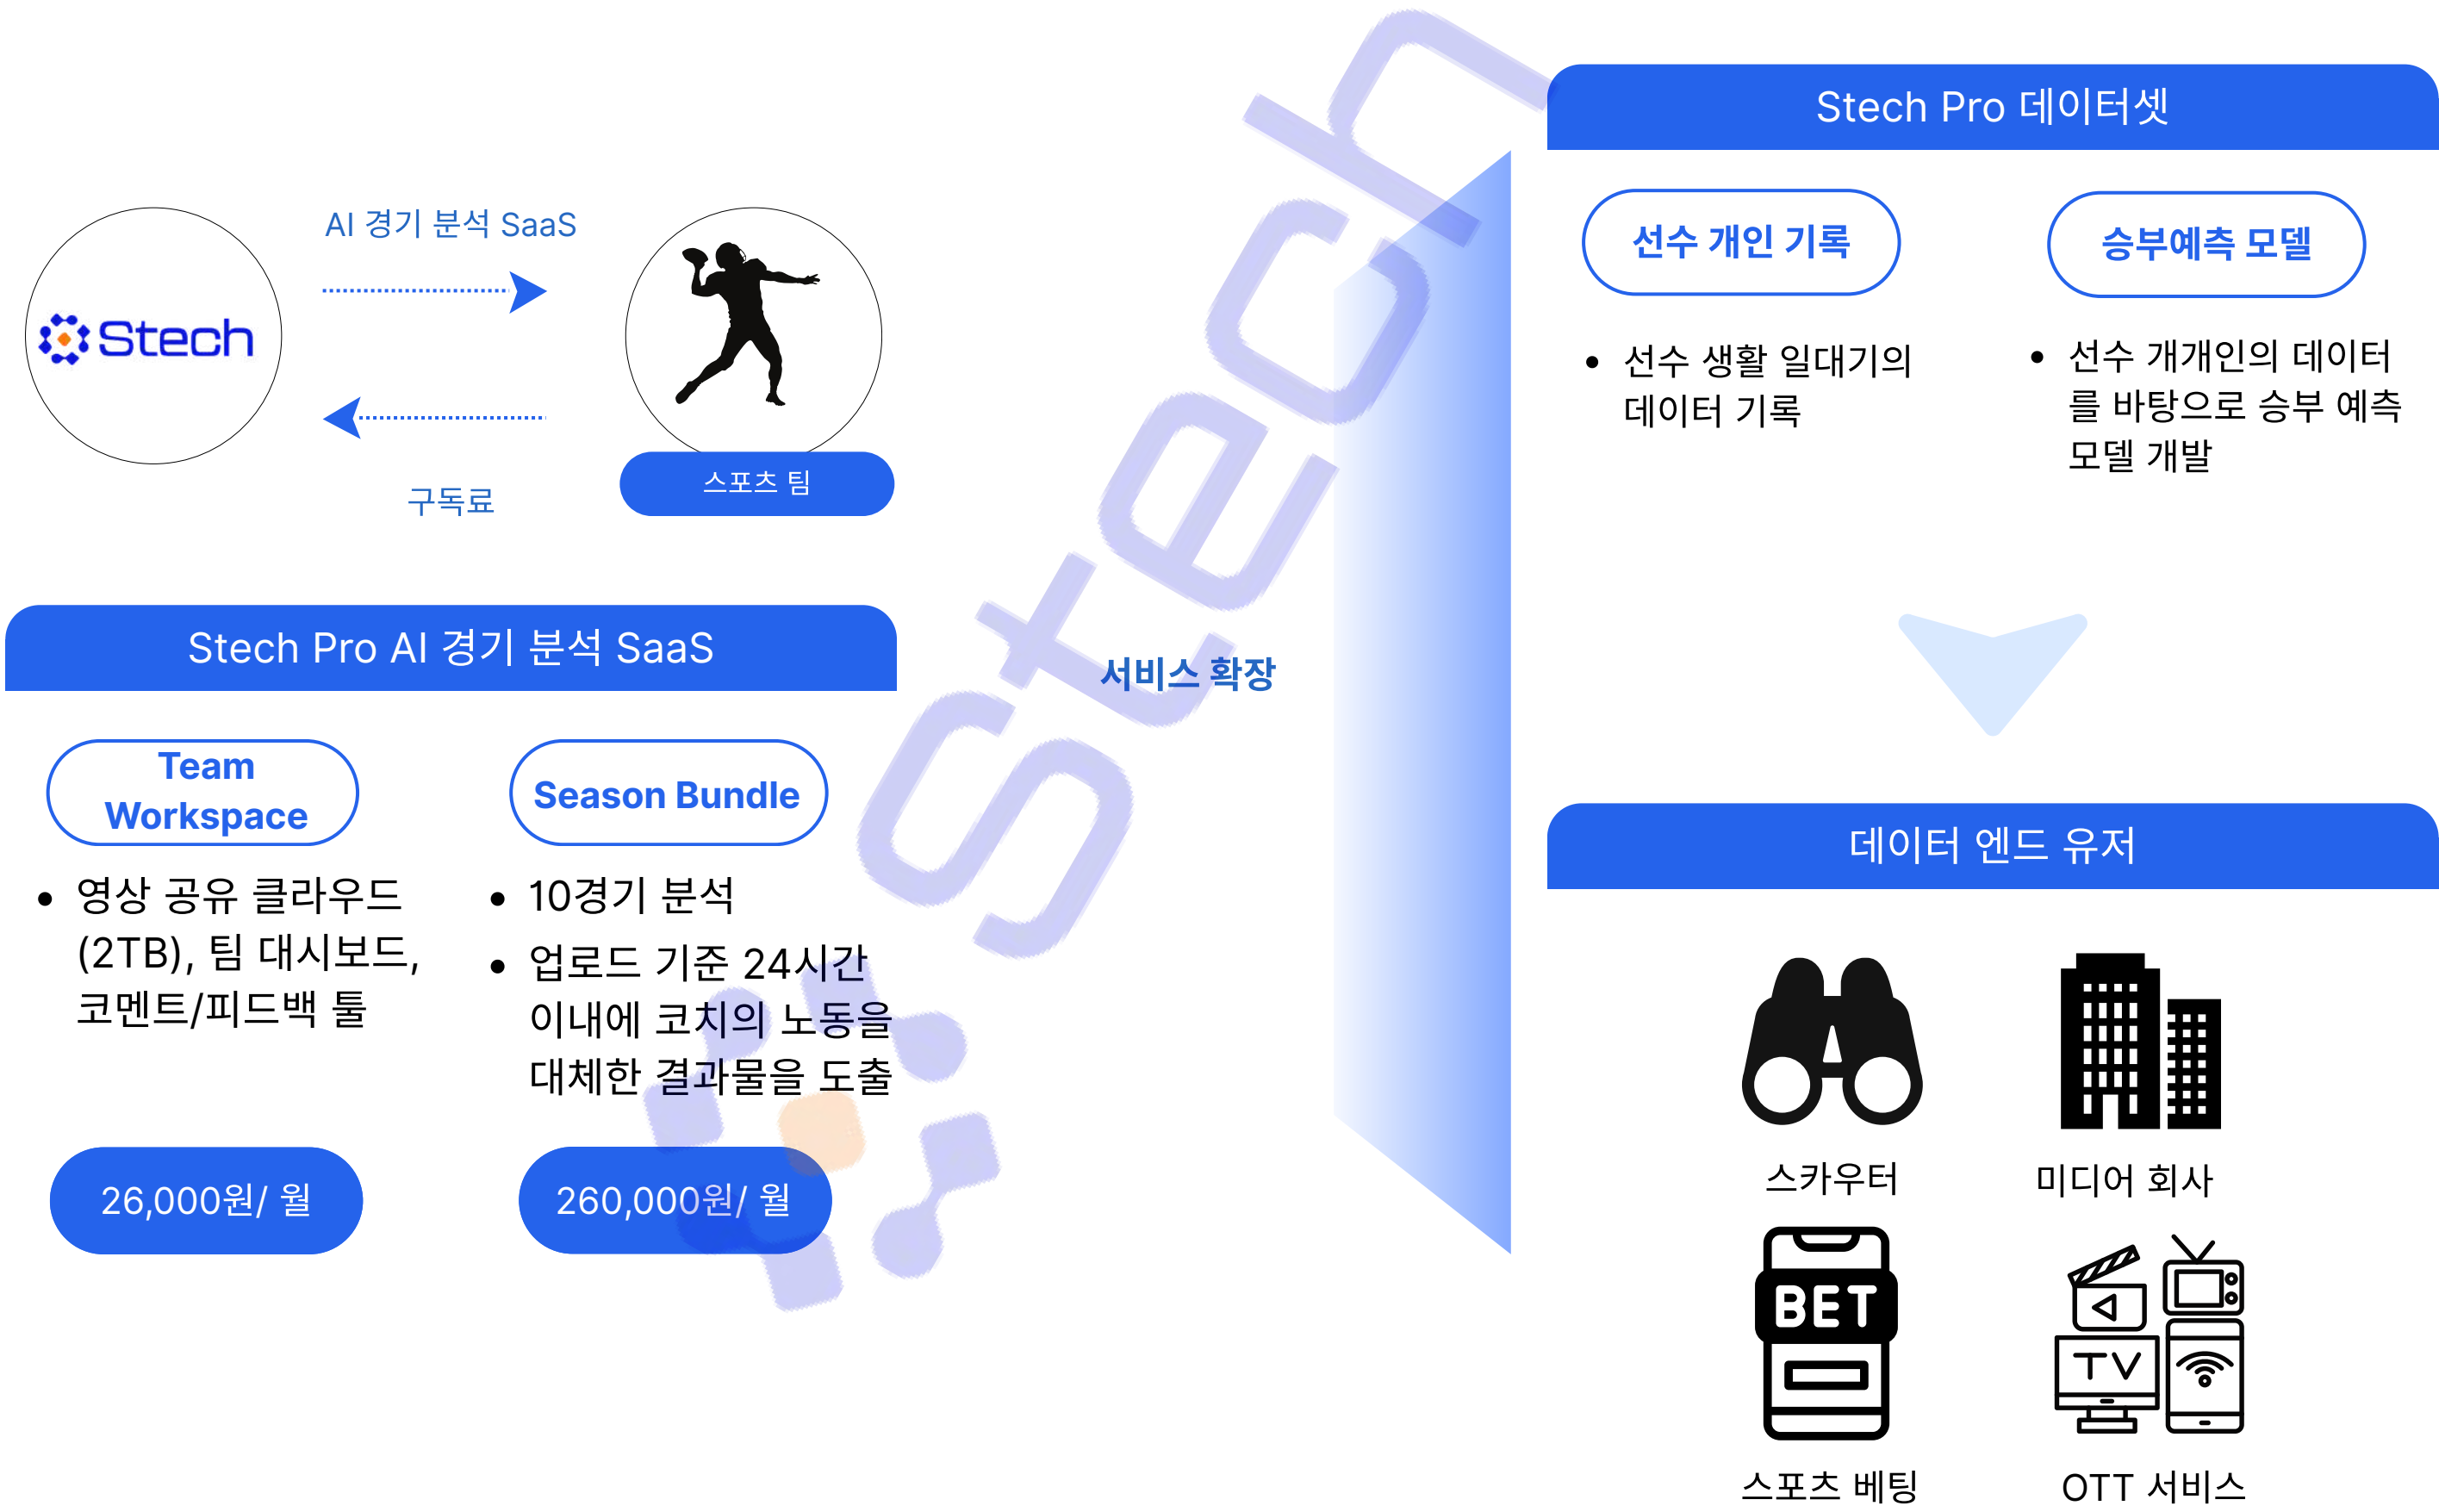 AI 경기 분석 SaaS
Stech
구독료
스포츠 팀
Stech Pro AI 경기 분석 SaaS
Team
Workspace
• 영상 공유 클라우드
(2TB), 팀 대시보드,
코멘트/피드백 툴
26,000원/ 월
Season Bundle
• 10경기 분석
• 업로드 기준 24시간
이내에 코치의 노동을
대체한 결과물을 도출
260,000원/ 월
Stech
서비스 확장
Stech Pro 데이터셋
선수 개인 기록
• 선수 생활 일대기의
데이터 기록
승부예측 모델
• 선수 개개인의 데이터
를 바탕으로 승부 예측
모델 개발
데이터 엔드 유저
스카우터
미디어 회사
BET
TV
스포츠 베팅
OTT 서비스